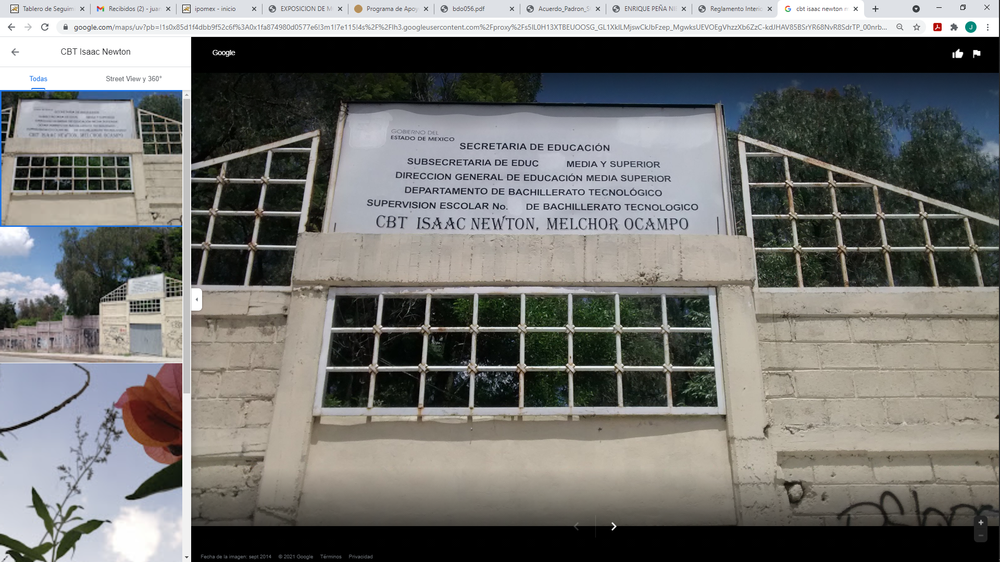 Tablero de Seguim
Recibidos (2) - juan
ipomex - inicio
EXPOSICION DE M
Programa de Apoy
bdo056.pdf
Acuerdo_Padron_S
ENRIQUE PEÑA NIE
Reglamento Interio
cbt isaac newton m
google.com/maps/uv?pb=!1s0x85d1f4dbb9f52c6f%3A0x1fa874980d0577e6!3m1!7e115!4s%2F%2Flh3.googleusercontent.com%2Fproxy%2Fs5IL0H13XTBEUOOSG_GL1XkILMjswCkJbFzep_MgwksUEVOEgVhzzXb6ZzC-kdJHAV85BSrYR68NvR8SdrTP_00nrb...
J
CBT Isaac Newton
Todas
Street View y 360°
Google
GOBIERNO DEL
ESTADO DE MEXICO
SECRETARIA DE EDUCACIÓN
SUBSECRETARIA DE EDUC MEDIA Y SUPERIOR
DIRECCION GENERAL DE EDUCACIÓN MEDIA SUPERIOR
DEPARTAMENTO DE BACHILLERATO TECNOLÓGICO
SUPERVISION ESCOLAR No. DE BACHILLERATO TECNOLOGICO
CBT ISAAC NEWTON, MELCHOR OCAMPO
Fecha de la imagen: sept 2014
© 2021 Google
Términos
Privacidad